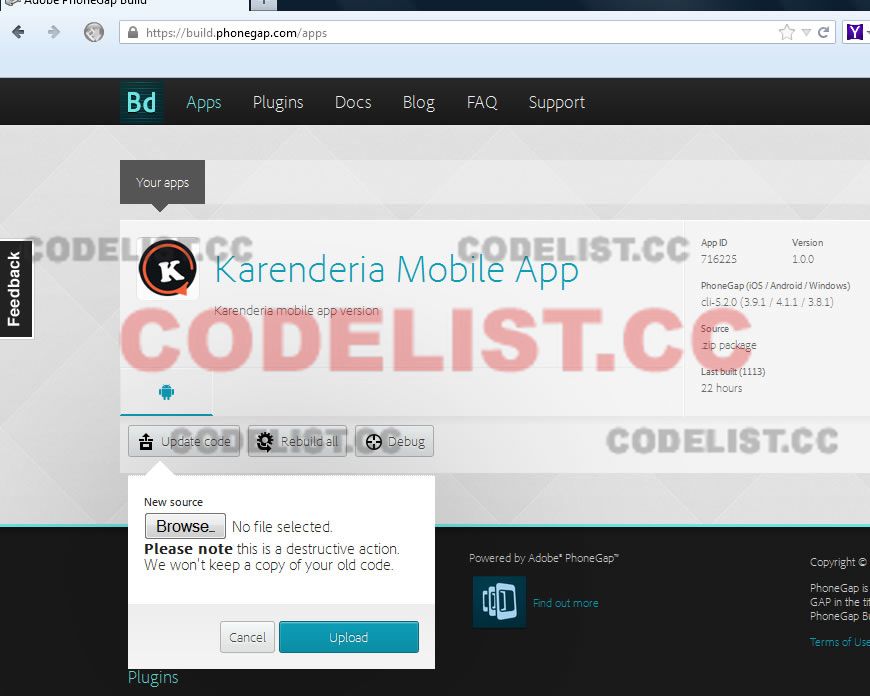 Adobe PhoneGap Build
https://build.phonegap.com/apps
Bd Apps Plugins Docs Blog FAQ Support
Your apps
Feedback
CODELIST.CC CODELIST.CC
K
Karenderia Mobile App
Karenderia mobile app version
App ID Version
716225 1.0.0
PhoneGap (iOS / Android / Windows)
cli-5.2.0 (3.9.1 / 4.1.1 / 3.8.1)
Source
.zip package
Last built (1113)
22 hours
CODELIST.CC
Update code Rebuild all Debug
CODELIST.CC CODELIST.CC
New source
Browse... No file selected.
Please note this is a destructive action.
We won't keep a copy of your old code.
Cancel Upload
Plugins
Powered by Adobe® PhoneGap™
Find out more
Copyright ©
PhoneGap is
GAP in the
PhoneGap
Terms of Use